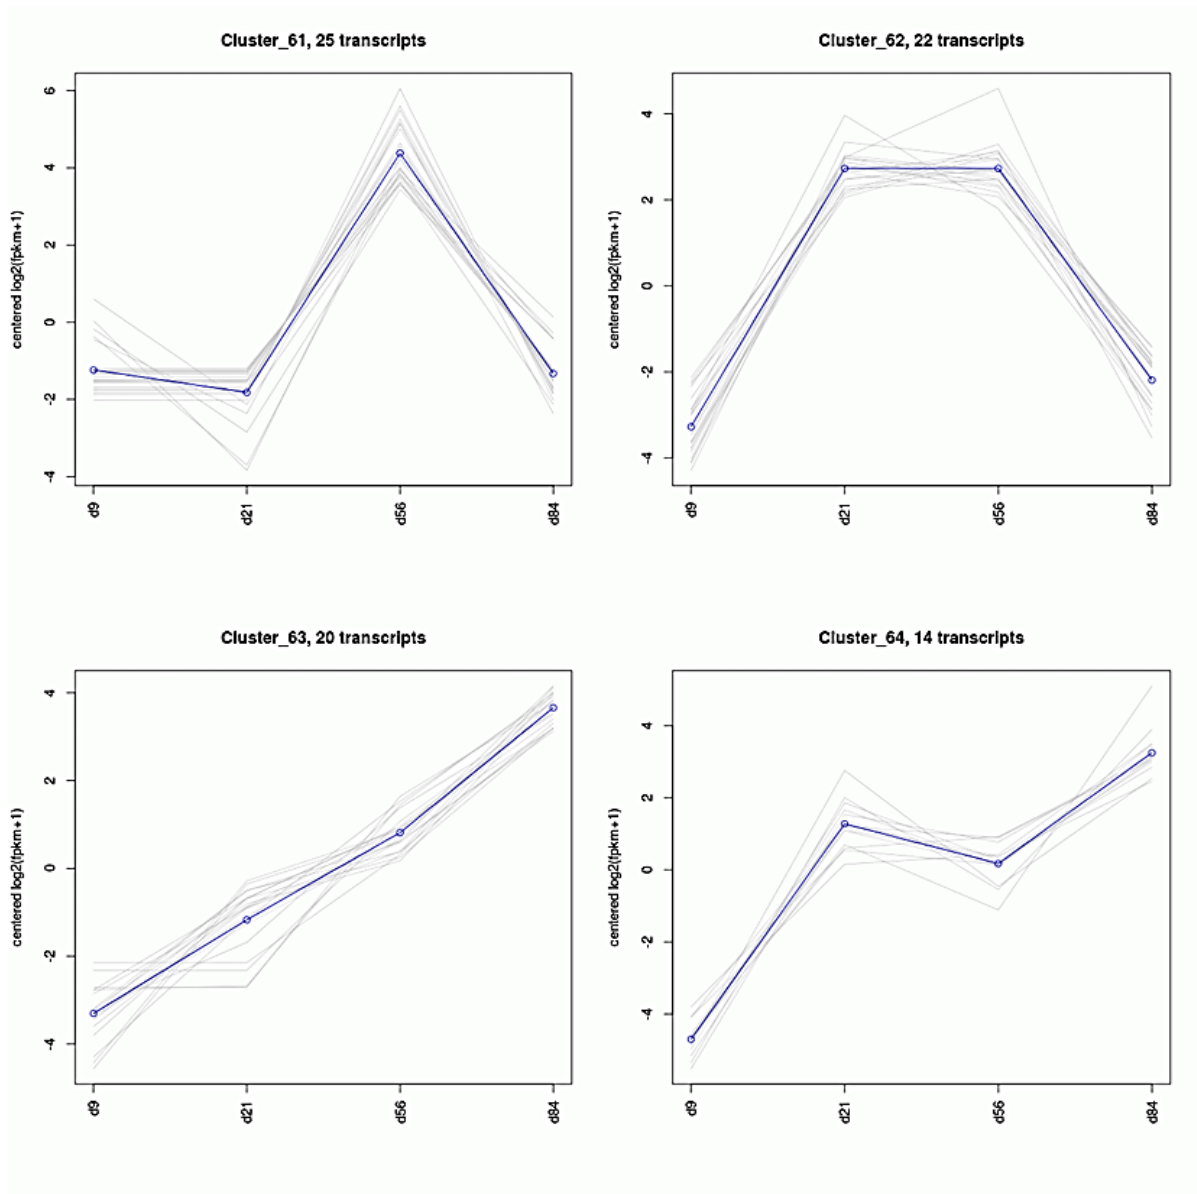 Cluster_61, 25 transcripts
centered log2(fpkm+1)
6
4
2
0
-2
-4
d9
d21
d56
d84
Cluster_62, 22 transcripts
centered log2(fpkm+1)
4
2
0
-2
-4
d9
d21
d56
d84
Cluster_63, 20 transcripts
centered log2(fpkm+1)
4
2
0
-2
-4
d9
d21
d56
d84
Cluster_64, 14 transcripts
centered log2(fpkm+1)
4
2
0
-2
-4
d9
d21
d56
d84